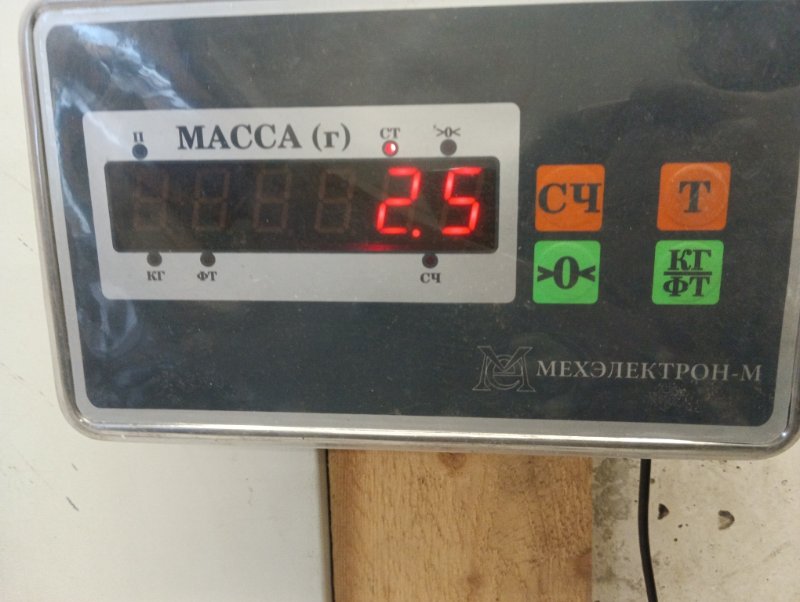 П МАССА (г) СТ >0<
2.5
КГ ФТ СЧ
СЧ Т
>0< КГ/ФТ
МЕХЭЛЕКТРОН-М